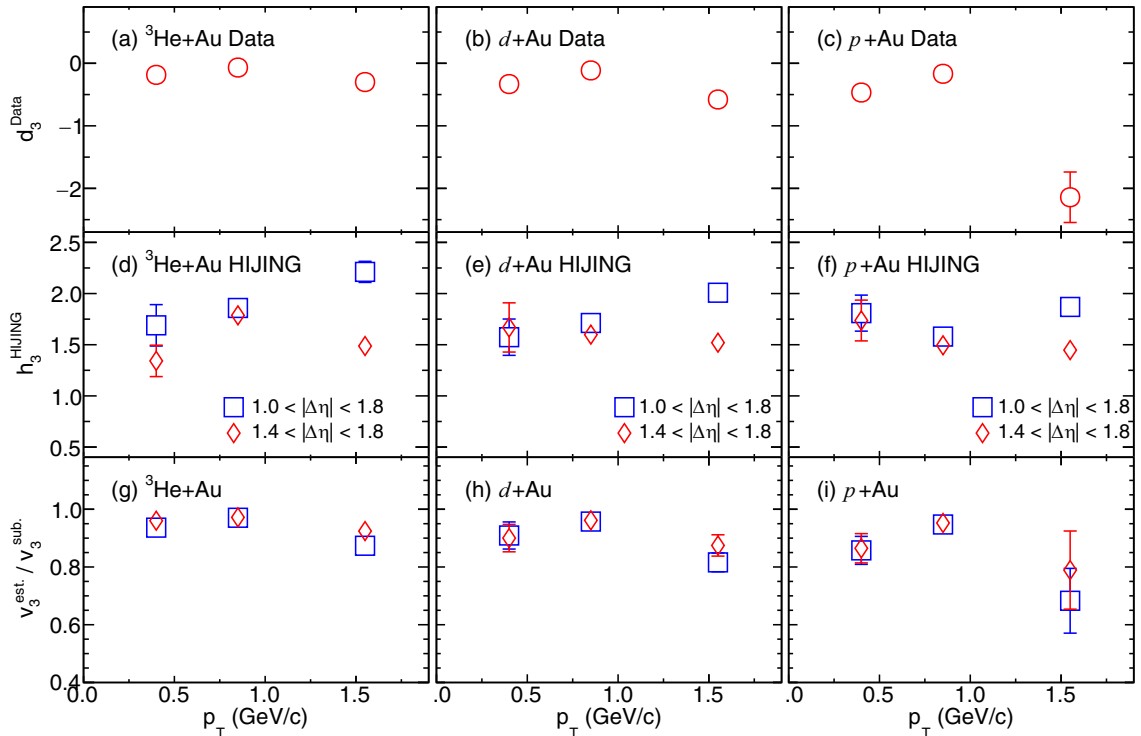 (a) ³He+Au Data
(b) d+Au Data
(c) p+Au Data
d₃^Data
0
−1
−2
(d) ³He+Au HIJING
(e) d+Au HIJING
(f) p+Au HIJING
h₃^HIJING
2.5
2.0
1.5
1.0
0.5
1.0 < |Δη| < 1.8
1.4 < |Δη| < 1.8
1.0 < |Δη| < 1.8
1.4 < |Δη| < 1.8
1.0 < |Δη| < 1.8
1.4 < |Δη| < 1.8
(g) ³He+Au
(h) d+Au
(i) p+Au
v₃^est. / v₃^sub.
1.0
0.8
0.6
0.4
0.0 0.5 1.0 1.5
.0 0.5 1.0 1.5
.0 0.5 1.0 1.5
p_T (GeV/c)
p_T (GeV/c)
p_T (GeV/c)